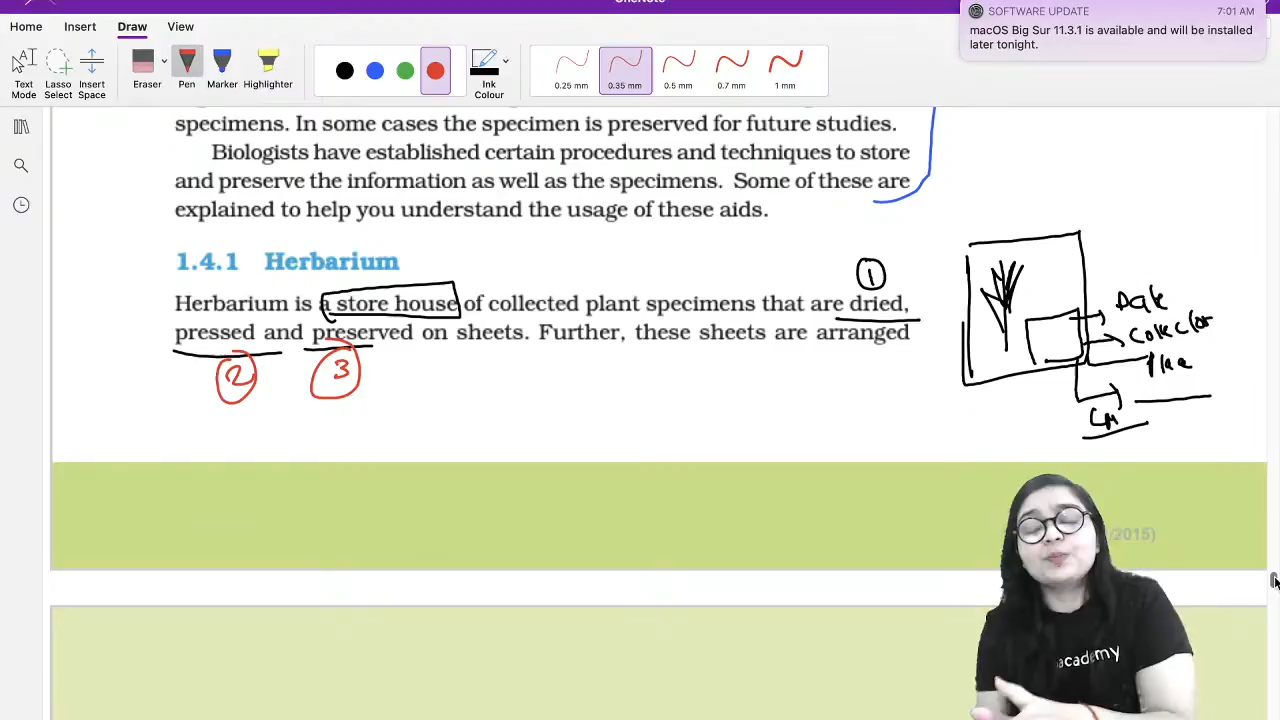 OneNote
SOFTWARE UPDATE 7:01 AM
macOS Big Sur 11.3.1 is available and will be installed
later tonight.
Home Insert Draw View
Text Mode
Lasso Select
Insert Space
Eraser
Pen
Marker
Highlighter
Ink Colour
0.25 mm 0.35 mm 0.5 mm 0.7 mm 1 mm
specimens. In some cases the specimen is preserved for future studies.
Biologists have established certain procedures and techniques to store
and preserve the information as well as the specimens. Some of these are
explained to help you understand the usage of these aids.
1.4.1 Herbarium
1
Herbarium is a store house of collected plant specimens that are dried,
pressed and preserved on sheets. Further, these sheets are arranged
2 3
Date
Collector
/2015)
academy